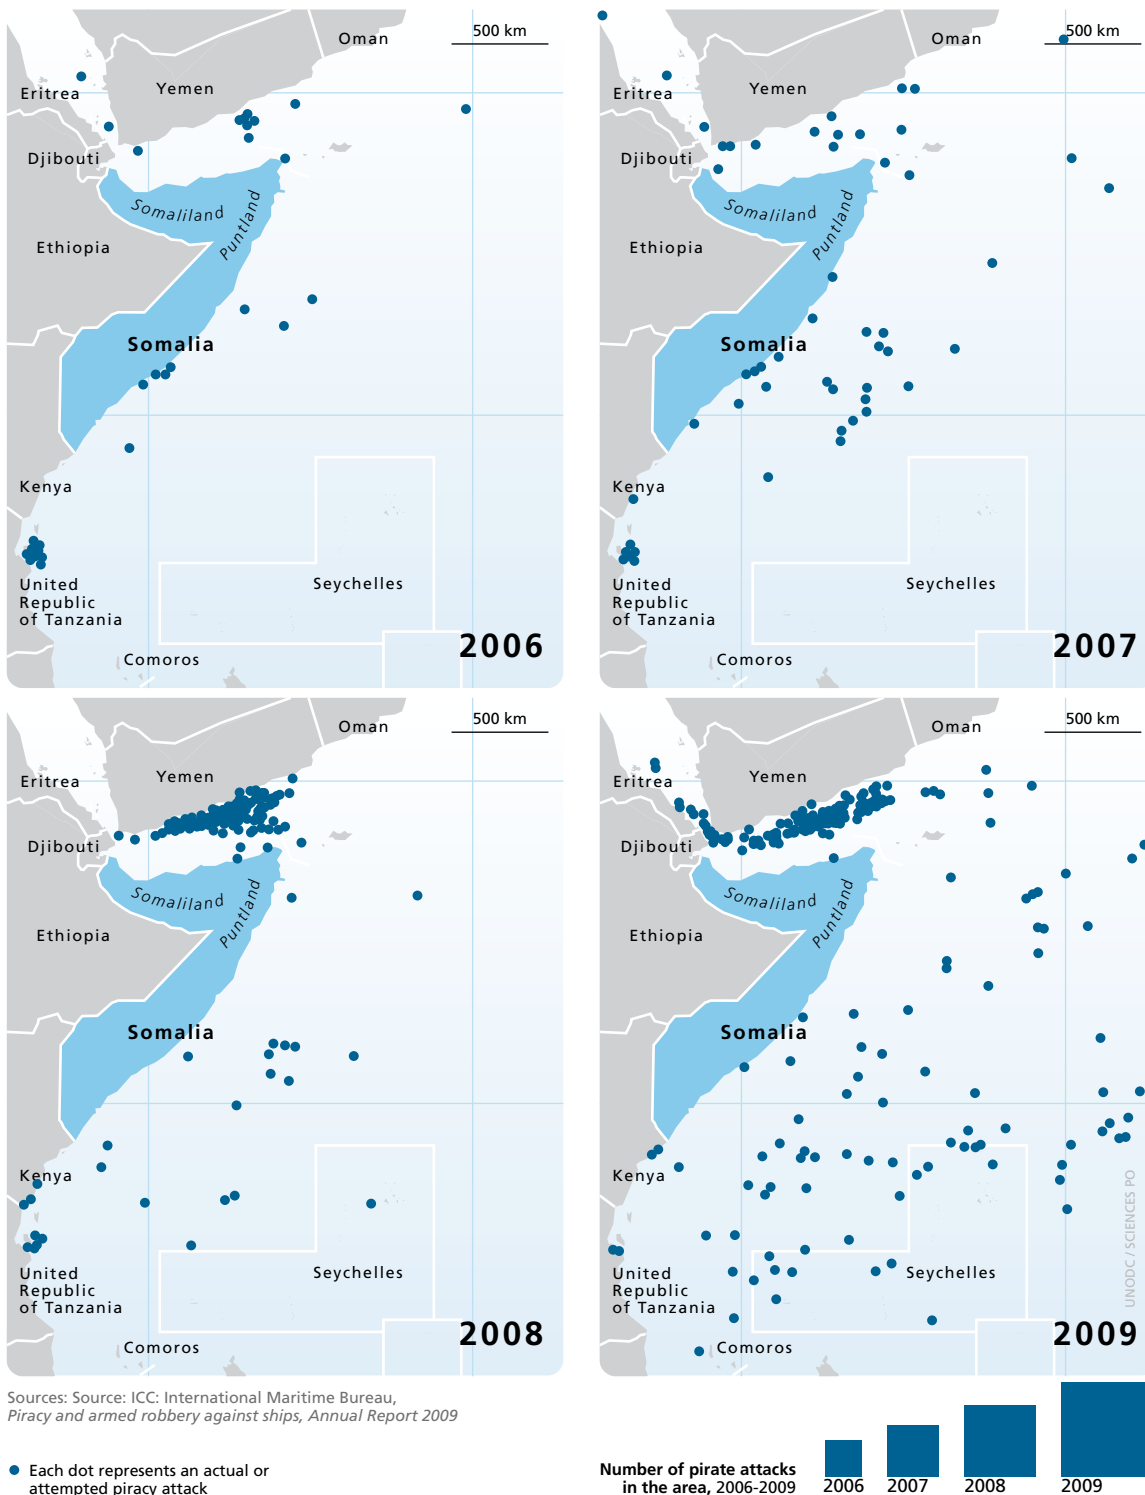 Oman
500 km
Yemen
Eritrea
Djibouti
Somaliland
Puntland
Ethiopia
Somalia
Kenya
United
Republic
of Tanzania
Seychelles
Comoros
2006
Oman
500 km
Yemen
Eritrea
Djibouti
Somaliland
Puntland
Ethiopia
Somalia
Kenya
United
Republic
of Tanzania
Seychelles
Comoros
2007
Oman
500 km
Yemen
Eritrea
Djibouti
Somaliland
Puntland
Ethiopia
Somalia
Kenya
United
Republic
of Tanzania
Seychelles
Comoros
2008
Oman
500 km
Yemen
Eritrea
Djibouti
Somaliland
Puntland
Ethiopia
Somalia
Kenya
United
Republic
of Tanzania
Seychelles
Comoros
2009
UNODC / SCIENCES PO
Sources: Source: ICC: International Maritime Bureau,
Piracy and armed robbery against ships, Annual Report 2009
Each dot represents an actual or
attempted piracy attack
Number of pirate attacks
in the area, 2006-2009
2006
2007
2008
2009